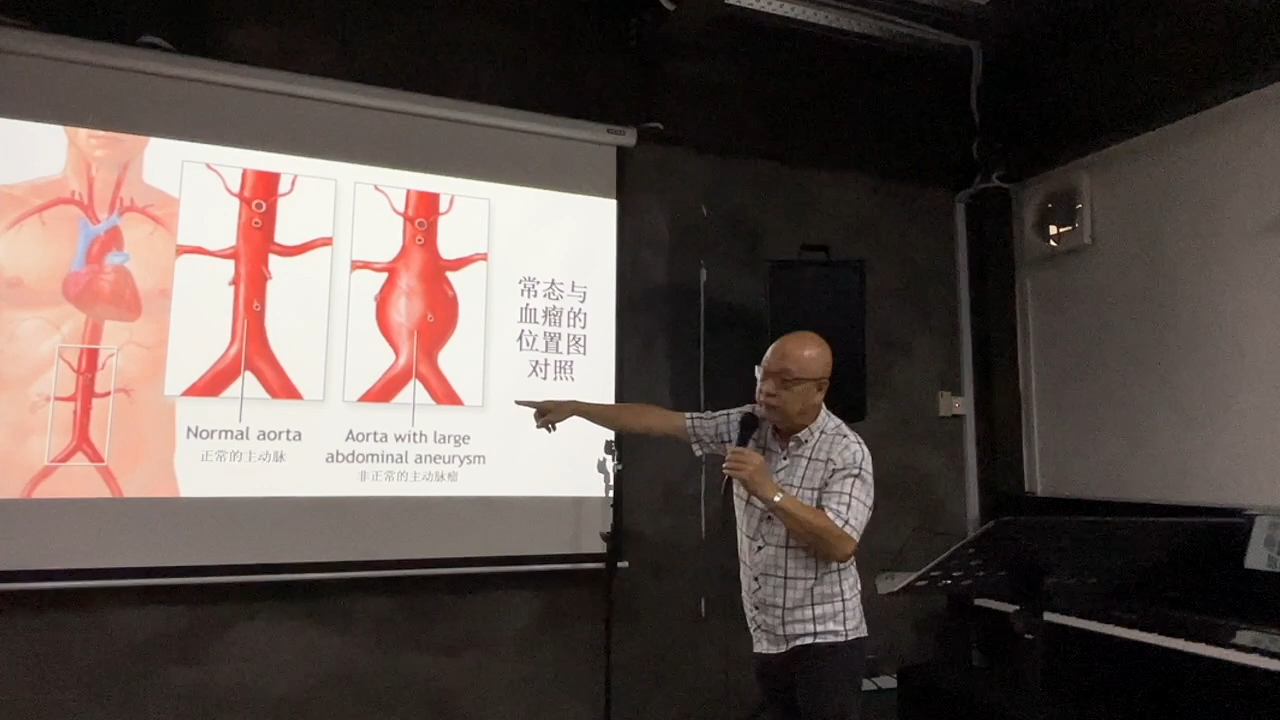 常态与
血瘤的
位置图
对照
Normal aorta
正常的主动脉
Aorta with large
abdominal aneurysm
非正常的主动脉瘤